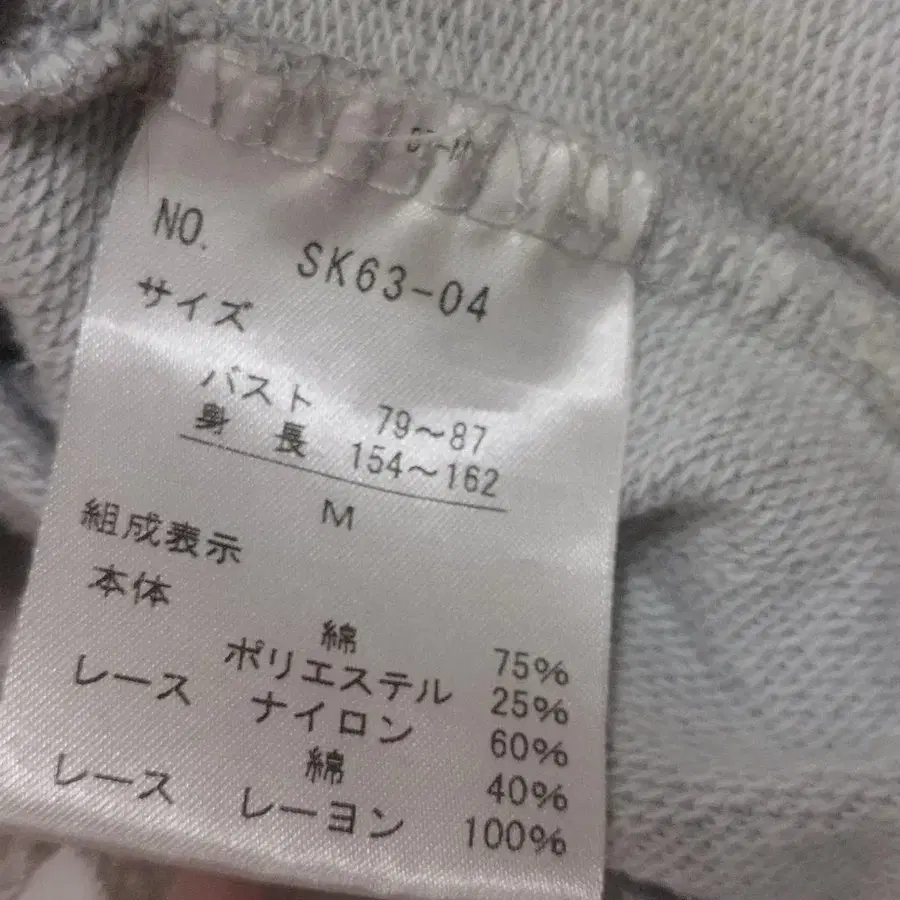 NO. SK63-04
サイズ
バスト 79～87
身長 154～162
M
組成表示
本体 綿 75%
ポリエステル 25%
レース ナイロン 60%
綿 40%
レース レーヨン 100%